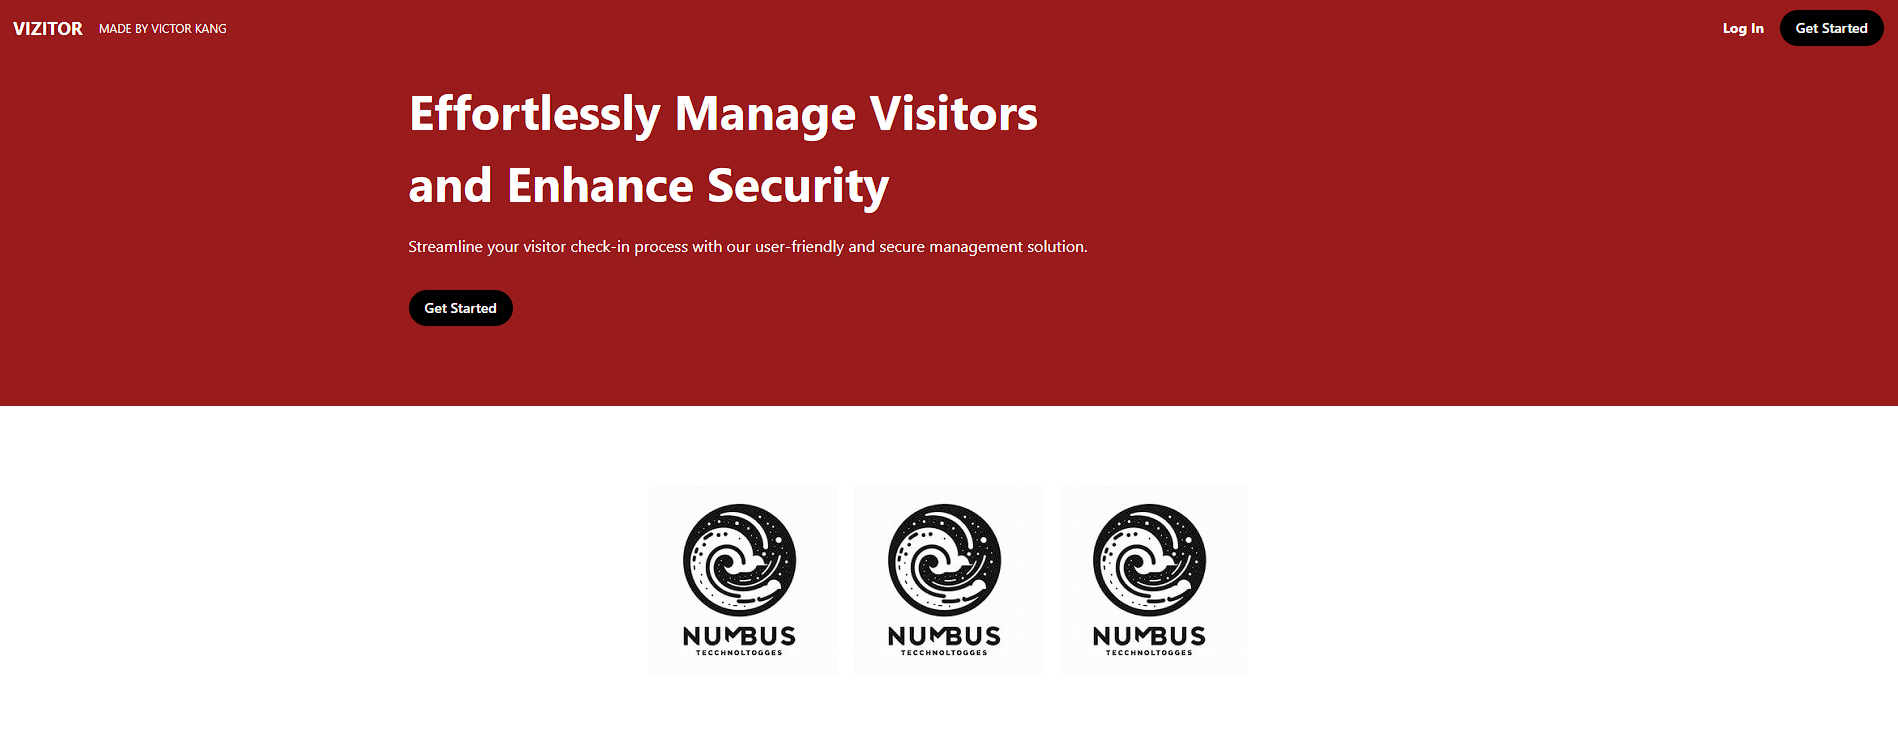 VIZITOR MADE BY VICTOR KANG Log In Get Started
Effortlessly Manage Visitors
and Enhance Security
Streamline your visitor check-in process with our user-friendly and secure management solution.
Get Started
NUMBUS NUMBUS NUMBUS
TECCHNOLTOGGES TECCHNOLTOGGES TECCHNOLTOGGES